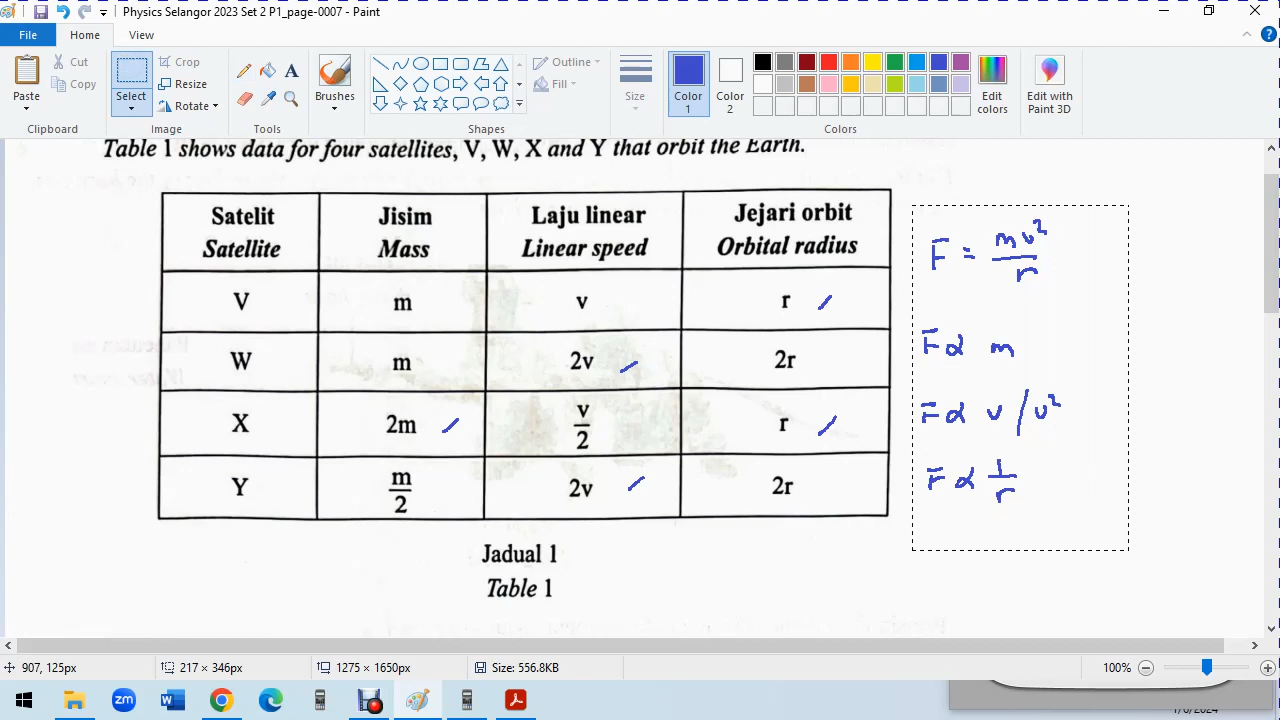 Physics Selangor 2023 Set 2 P1_page-0007 - Paint
File Home View
Paste
Cut
Copy
Clipboard
Select
Resize
Rotate
Image
Tools
Brushes
Shapes
Outline
Fill
Size
Color 1
Color 2
Colors
Edit colors
Edit with Paint 3D
Table 1 shows data for four satellites, V, W, X and Y that orbit the Earth.
Satelit Jisim Laju linear Jejari orbit
Satellite Mass Linear speed Orbital radius
V m v r
W m 2v 2r
X 2m v/2 r
Y m/2 2v 2r
Jadual 1
Table 1
F = mv²/r
F ∝ m
F ∝ v / v²
F ∝ 1/r
907, 125px 217 × 346px 1275 × 1650px Size: 556.8KB 100%
zm